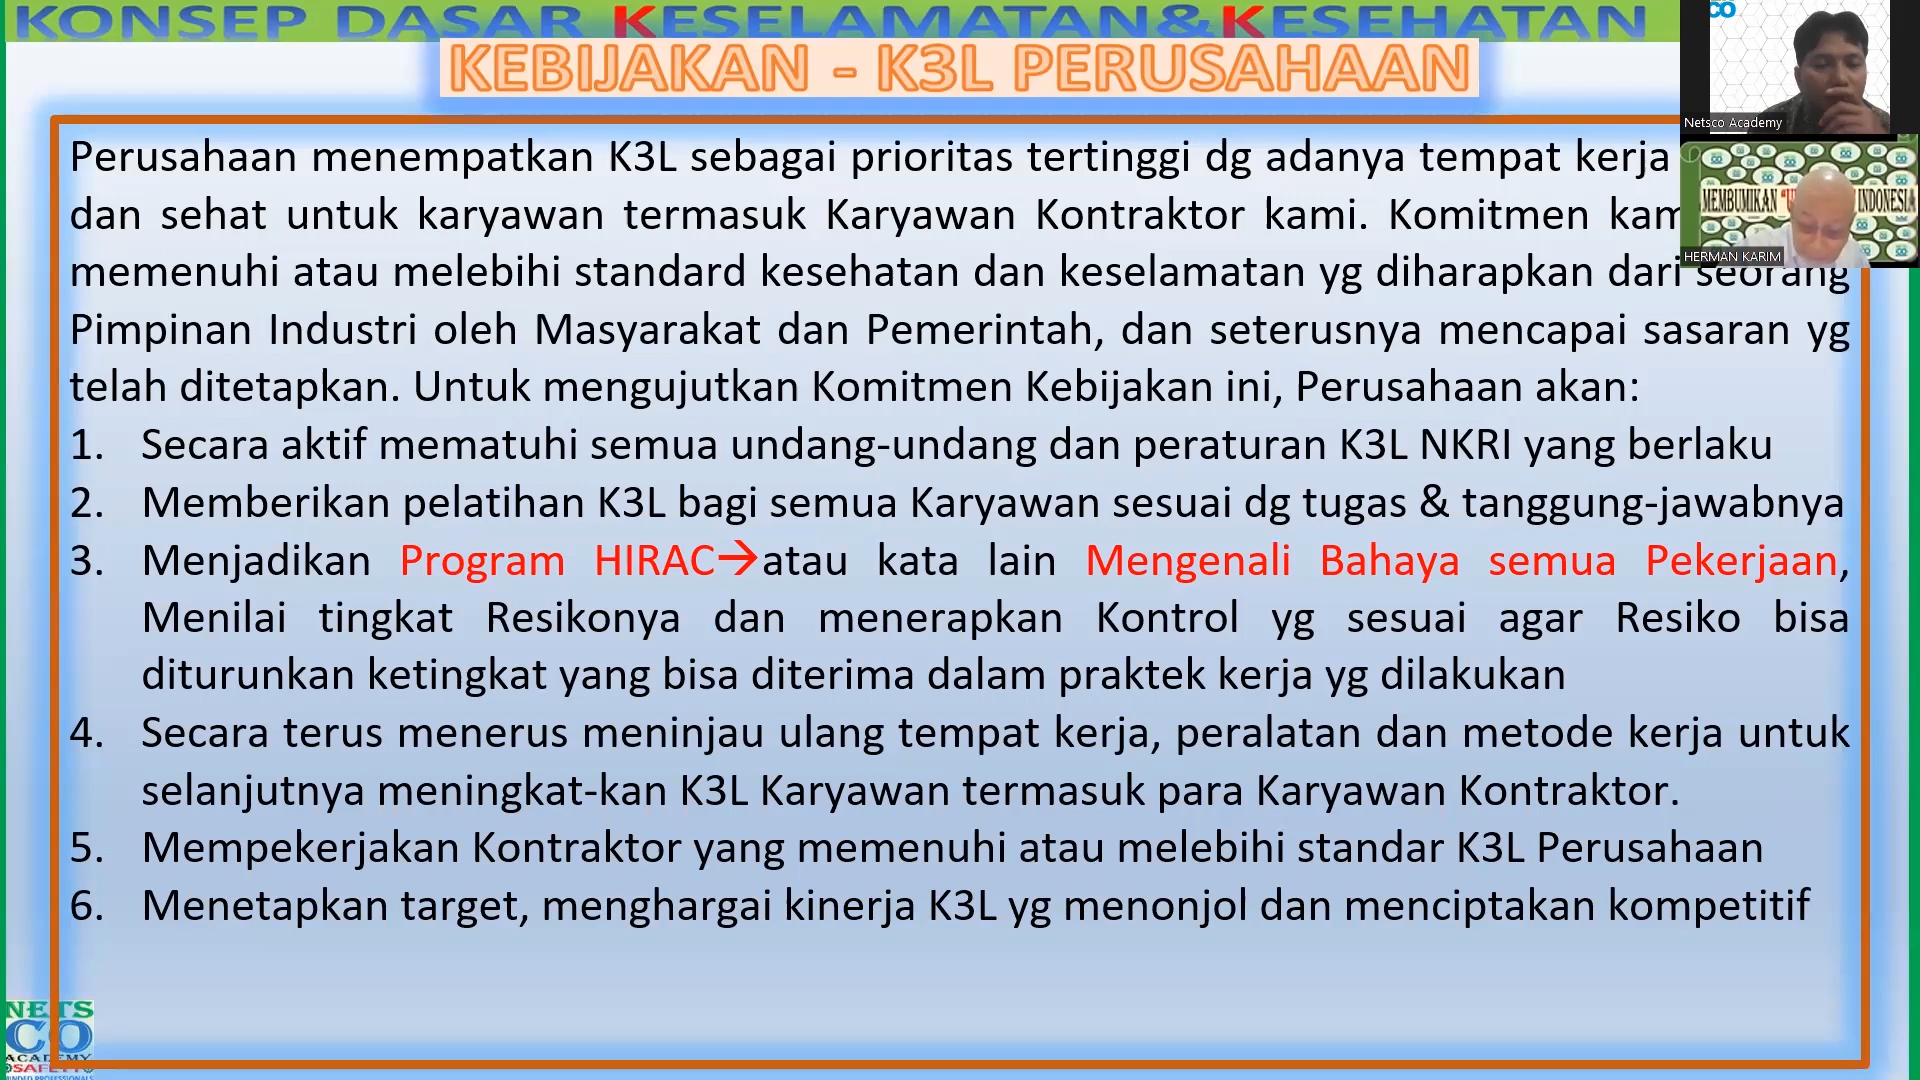 KONSEP DASAR KESELAMATAN&KESEHATAN
KEBIJAKAN - K3L PERUSAHAAN
CO
Netsco Academy
Perusahaan menempatkan K3L sebagai prioritas tertinggi dg adanya tempat kerja
MEMBUMIKAN INDONESIA
dan sehat untuk karyawan termasuk Karyawan Kontraktor kami. Komitmen
HERMAN KARIM
memenuhi atau melebihi standard kesehatan dan keselamatan yg diharapkan dari seorang
Pimpinan Industri oleh Masyarakat dan Pemerintah, dan seterusnya mencapai sasaran yg
telah ditetapkan. Untuk mengujutkan Komitmen Kebijakan ini, Perusahaan akan:
1. Secara aktif mematuhi semua undang-undang dan peraturan K3L NKRI yang berlaku
2. Memberikan pelatihan K3L bagi semua Karyawan sesuai dg tugas & tanggung-jawabnya
3. Menjadikan Program HIRAC→atau kata lain Mengenali Bahaya semua Pekerjaan,
Menilai tingkat Resikonya dan menerapkan Kontrol yg sesuai agar Resiko bisa
diturunkan ketingkat yang bisa diterima dalam praktek kerja yg dilakukan
4. Secara terus menerus meninjau ulang tempat kerja, peralatan dan metode kerja untuk
selanjutnya meningkat-kan K3L Karyawan termasuk para Karyawan Kontraktor.
5. Mempekerjakan Kontraktor yang memenuhi atau melebihi standar K3L Perusahaan
6. Menetapkan target, menghargai kinerja K3L yg menonjol dan menciptakan kompetitif
NETS
CO
ACADEMY
SAFETY
MINDED PROFESSIONALS